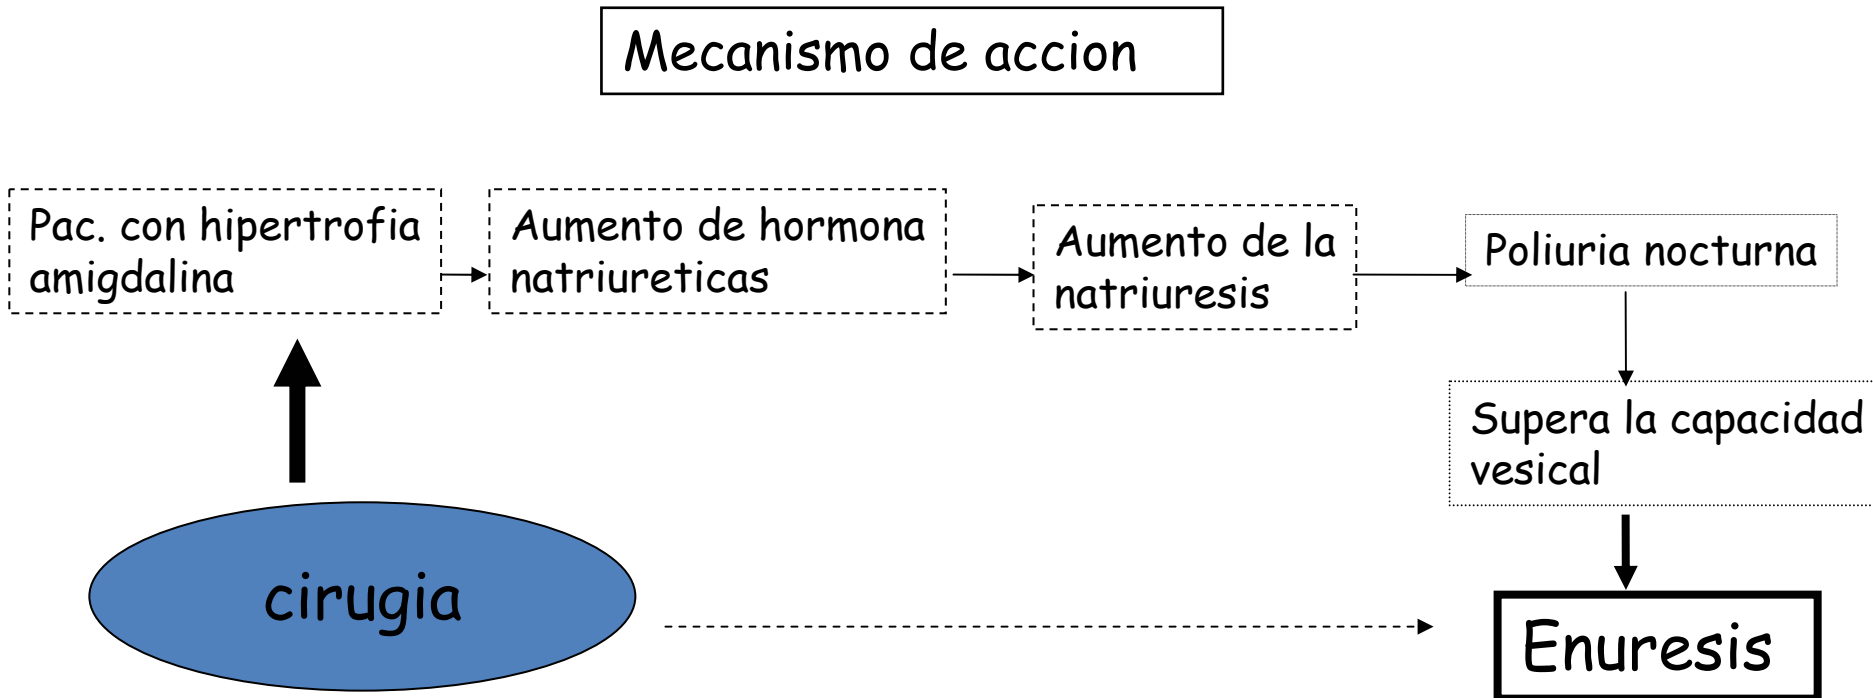 Mecanismo de accion
Pac. con hipertrofia
amigdalina
Aumento de hormona
natriureticas
Aumento de la
natriuresis
Poliuria nocturna
Supera la capacidad
vesical
cirugia
Enuresis